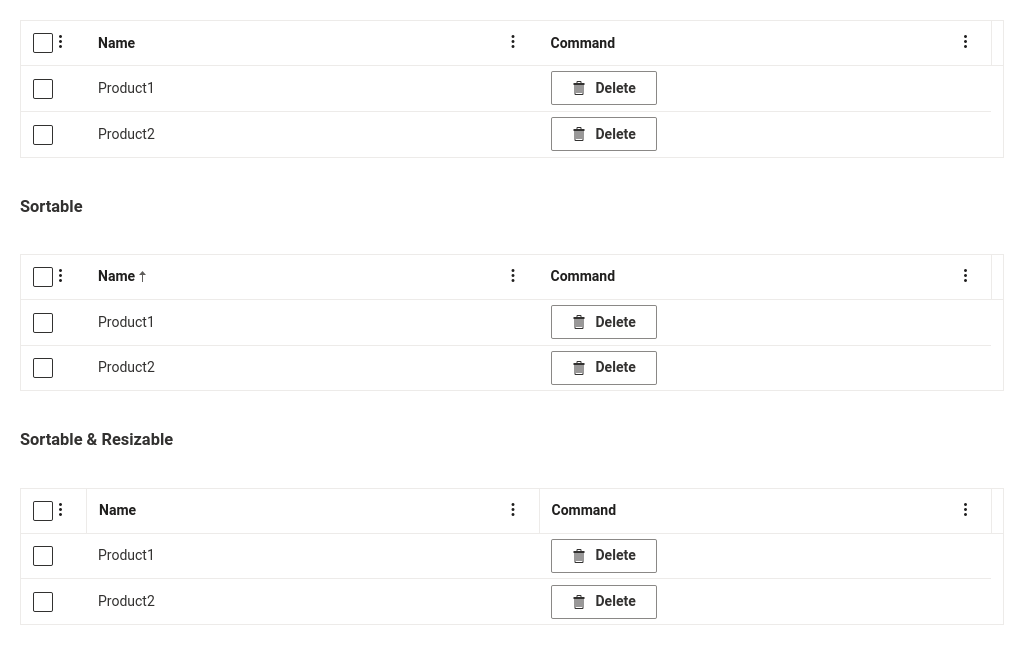 Name Command
Product1 Delete
Product2 Delete
Sortable
Name ↑ Command
Product1 Delete
Product2 Delete
Sortable & Resizable
Name Command
Product1 Delete
Product2 Delete